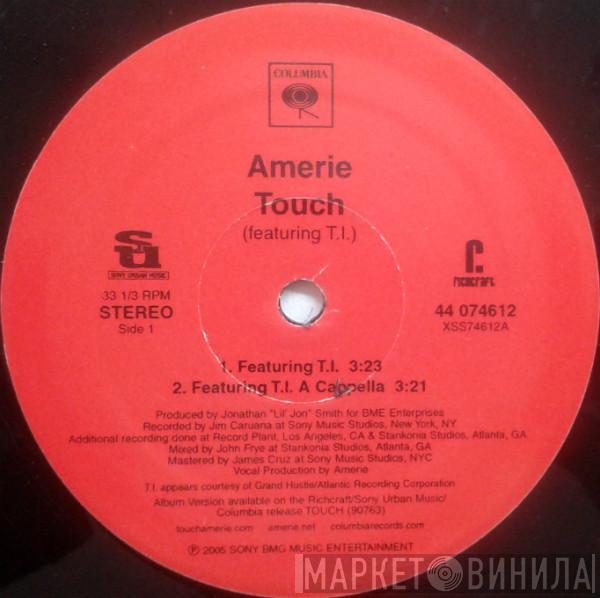 COLUMBIA
Amerie
Touch
(featuring T.I.)
su
SONY URBAN MUSIC
r.
RICHCRAFT
33 1/3 RPM
STEREO
Side 1
44 074612
XSS74612A
1. Featuring T.I. 3:23
2. Featuring T.I. A Cappella 3:21
Produced by Jonathan "Lil' Jon" Smith for BME Enterprises
Recorded by Jim Caruana at Sony Music Studios, New York, NY
Additional recording done at Record Plant, Los Angeles, CA & Stankonia Studios, Atlanta, GA
Mixed by John Frye at Stankonia Studios, Atlanta, GA
Mastered by James Cruz at Sony Music Studios, NYC
Vocal Production by Amerie
T.I. appears courtesy of Grand Hustle/Atlantic Recording Corporation
Album Version available on the Richcraft/Sony Urban Music/
Columbia release TOUCH (90763)
touchamerie.com amerie.net columbiarecords.com
℗ 2005 SONY BMG MUSIC ENTERTAINMENT
МАРКЕТ ВИНИЛА